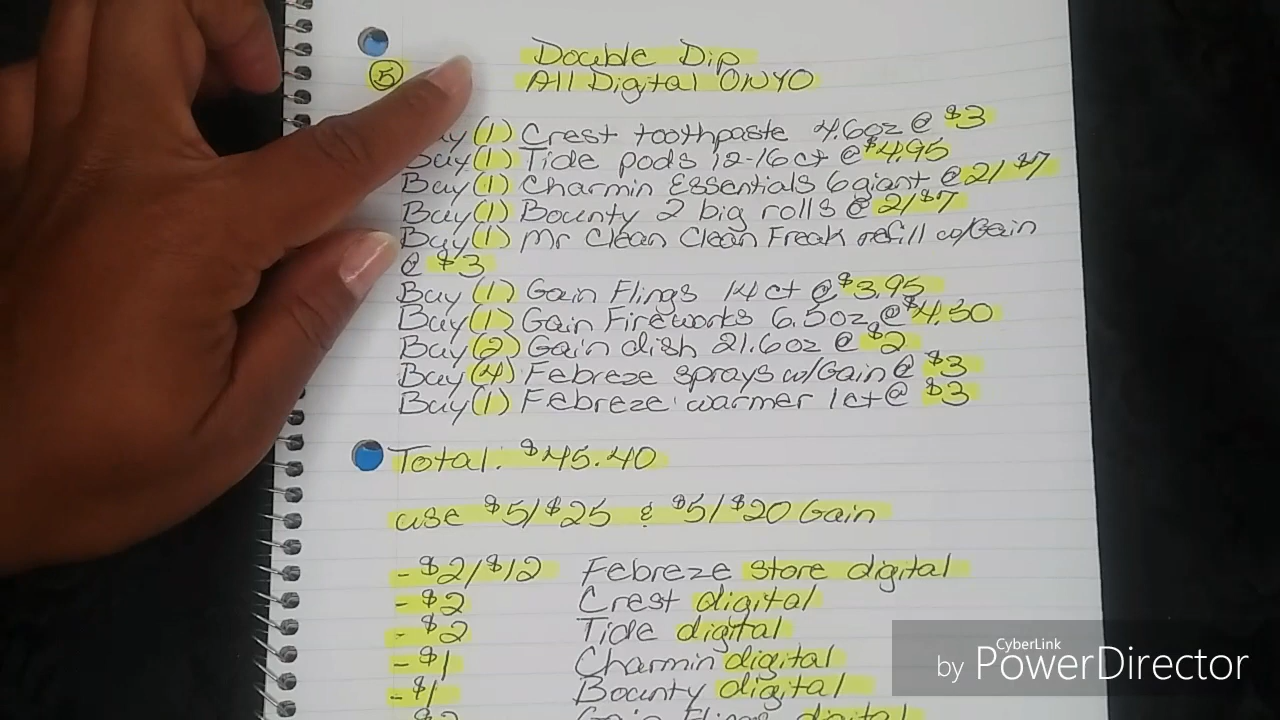 Double Dip
⑤ All Digital ONYO
(1) Crest toothpaste 4.6oz @ $3
Buy (1) Tide pods 12-16ct @ $4.95
Buy (1) Charmin Essentials 6 giant @ 2/$7
Buy (1) Bounty 2 big rolls @ 2/$7
Buy (1) Mr Clean Clean Freak refill w/Gain
@ $3
Buy (1) Gain Flings 14ct @ $3.95
Buy (1) Gain Fireworks 6.5oz @ $4.50
Buy (2) Gain dish 21.6oz @ $2
Buy (4) Febreze sprays w/Gain @ $3
Buy (1) Febreze warmer 1ct @ $3
Total: $45.40
use $5/$25 & $5/$20 Gain
- $2/$12 Febreze store digital
- $2 Crest digital
- $2 Tide digital
- $1 Charmin digital
- $1 Bounty digital
Gain Flings digital
CyberLink
by PowerDirector